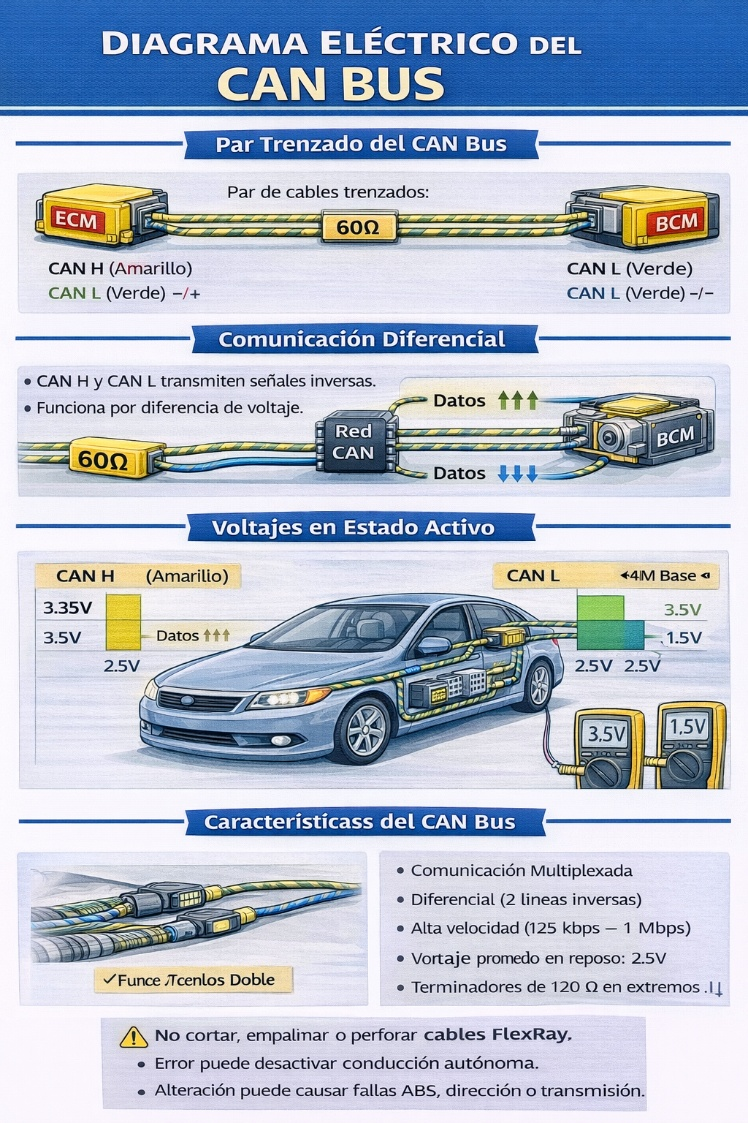 DIAGRAMA ELÉCTRICO DEL
CAN BUS
Par Trenzado del CAN Bus
Par de cables trenzados:
ECM
60Ω
BCM
CAN H (Amarillo)
CAN L (Verde) −/+
CAN L (Verde)
CAN L (Verde) −/−
Comunicación Diferencial
• CAN H y CAN L transmiten señales inversas.
• Funciona por diferencia de voltaje.
Datos ↑↑↑
60Ω
Red
CAN
BCM
Datos ↓↓↓
Voltajes en Estado Activo
CAN H (Amarillo)
3.35V
3.5V
Datos ↑↑↑
2.5V
CAN L
Base
3.5V
1.5V
2.5V 2.5V
3,5V
1,5V
Característicass del CAN Bus
✓Funce Doble
• Comunicación Multiplexada
• Diferencial (2 lineas inversas)
• Alta velocidad (125 kbps — 1 Mbps)
• Vortaje promedo en reposo: 2.5V
• Terminadores de 120 Ω en extremos
No cortar, empalmar o perforar cables FlexRay.
• Error puede desactivar conducción autónoma.
• Alteración puede causar fallas ABS, dirección o transmisión.